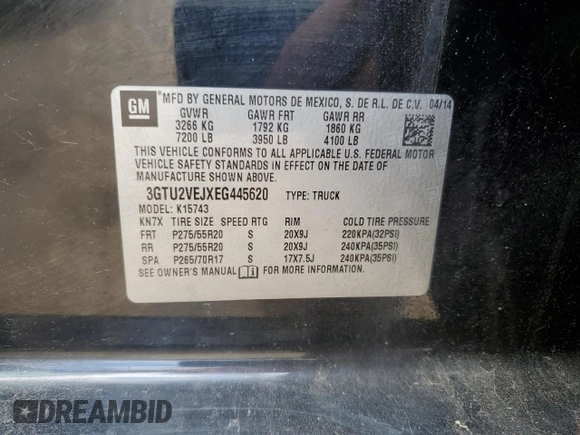 GM
*MFD BY GENERAL MOTORS DE MEXICO, S. DE R.L. DE C.V. 04/14
GVWR GAWR FRT GAWR RR
3266 KG 1792 KG 1860 KG
7200 LB 3950 LB 4100 LB
THIS VEHICLE CONFORMS TO ALL APPLICABLE U.S. FEDERAL MOTOR
VEHICLE SAFETY STANDARDS IN EFFECT ON THE DATE OF
MANUFACTURE SHOWN ABOVE.
3GTU2VEJXEG445620 TYPE: TRUCK
MODEL: K15743
KN7X TIRE SIZE SPEED RTG RIM COLD TIRE PRESSURE
FRT P275/55R20 S 20X9J 220KPA(32PSI)
RR P275/55R20 S 20X9J 240KPA(35PSI)
SPA P265/70R17 S 17X7.5J 240KPA(35PSI)
SEE OWNER'S MANUAL FOR MORE INFORMATION.
DREAMBID